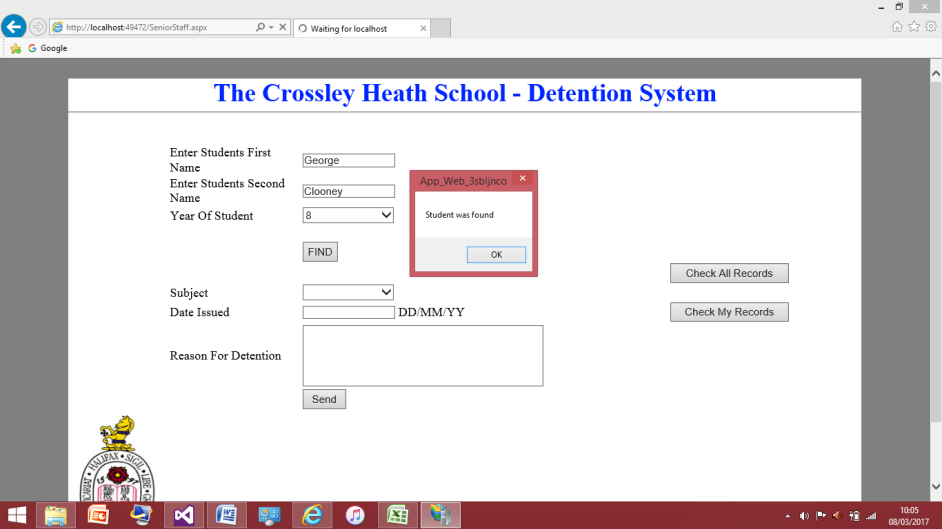 http://localhost:49472/SeniorStaff.aspx
Waiting for localhost
Google
The Crossley Heath School - Detention System
Enter Students First
Name
George
Enter Students Second
Name
Clooney
Year Of Student
8
App_Web_3sbljnco
Student was found
OK
FIND
Check All Records
Subject
Date Issued
DD/MM/YY
Check My Records
Reason For Detention
Send
HALIFAX
SIGIL
LIBE
10:05
08/03/2017